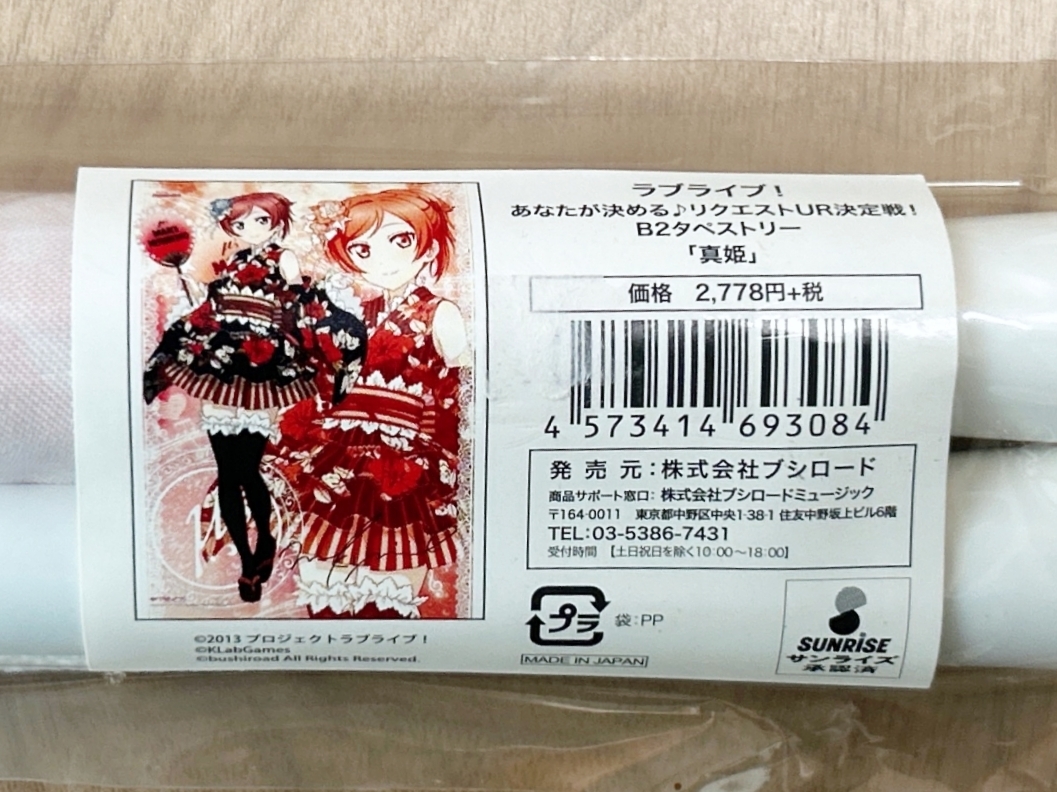 ラブライブ！
あなたが決める♪リクエストUR決定戦！
B2タペストリー
「真姫」
価格 2,778円+税
4 573414 693084
発売元：株式会社ブシロード
商品サポート窓口：株式会社ブシロードミュージック
〒164-0011 東京都中野区中央1-38-1 住友中野坂上ビル6階
TEL:03-5386-7431
受付時間 【土日祝日を除く10：00〜18：00】
プラ 袋：PP
MADE IN JAPAN
SUNRISE
サンライズ
承認済
©2013 プロジェクトラブライブ！
©KLabGames
©bushiroad All Rights Reserved.